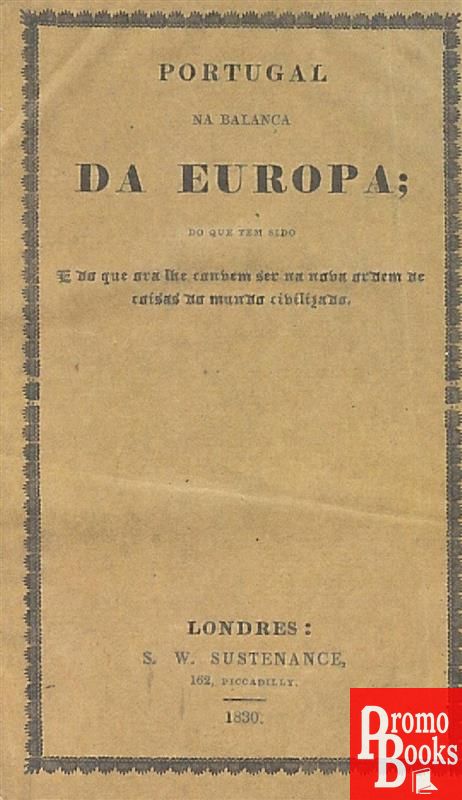 PORTUGAL
NA BALANÇA
DA EUROPA;
DO QUE TEM SIDO
E do que ora lhe convem ser na nova ordem de
coisas do mundo civilizado.
LONDRES:
S. W. SUSTENANCE,
162, PICCADILLY.
1830.
Promo
Books